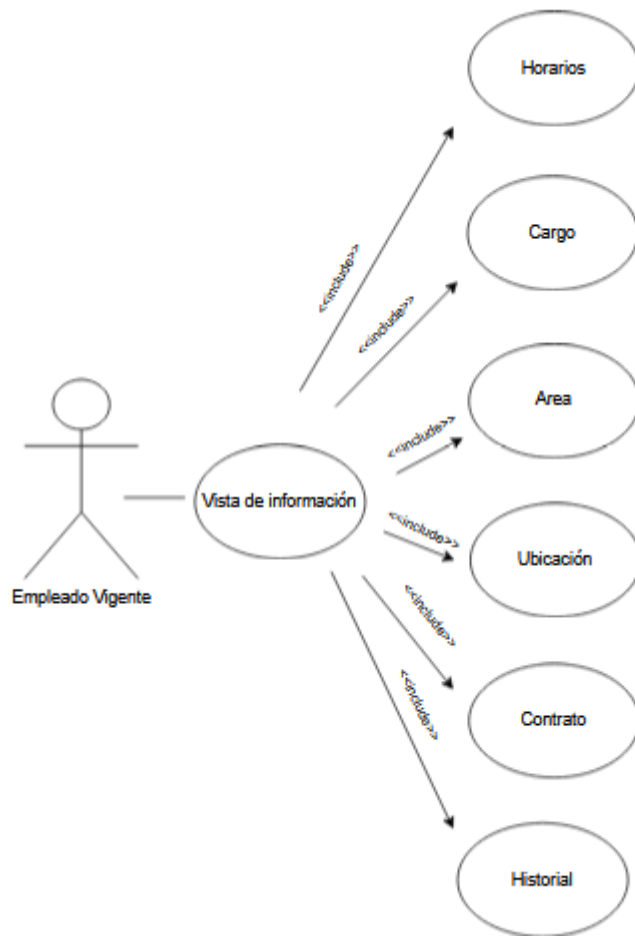 Horarios
<<include>>
Cargo
<<include>>
Area
<<include>>
Vista de información
<<include>>
Ubicación
Empleado Vigente
<<include>>
Contrato
<<include>>
Historial